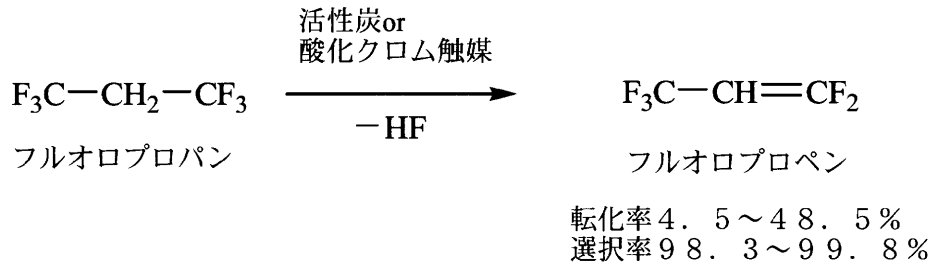 活性炭or
酸化クロム触媒
F₃C－CH₂－CF₃
－HF
F₃C－CH＝CF₂
フルオロプロパン
フルオロプロペン
転化率４．５～４８．５％
選択率９８．３～９９．８％